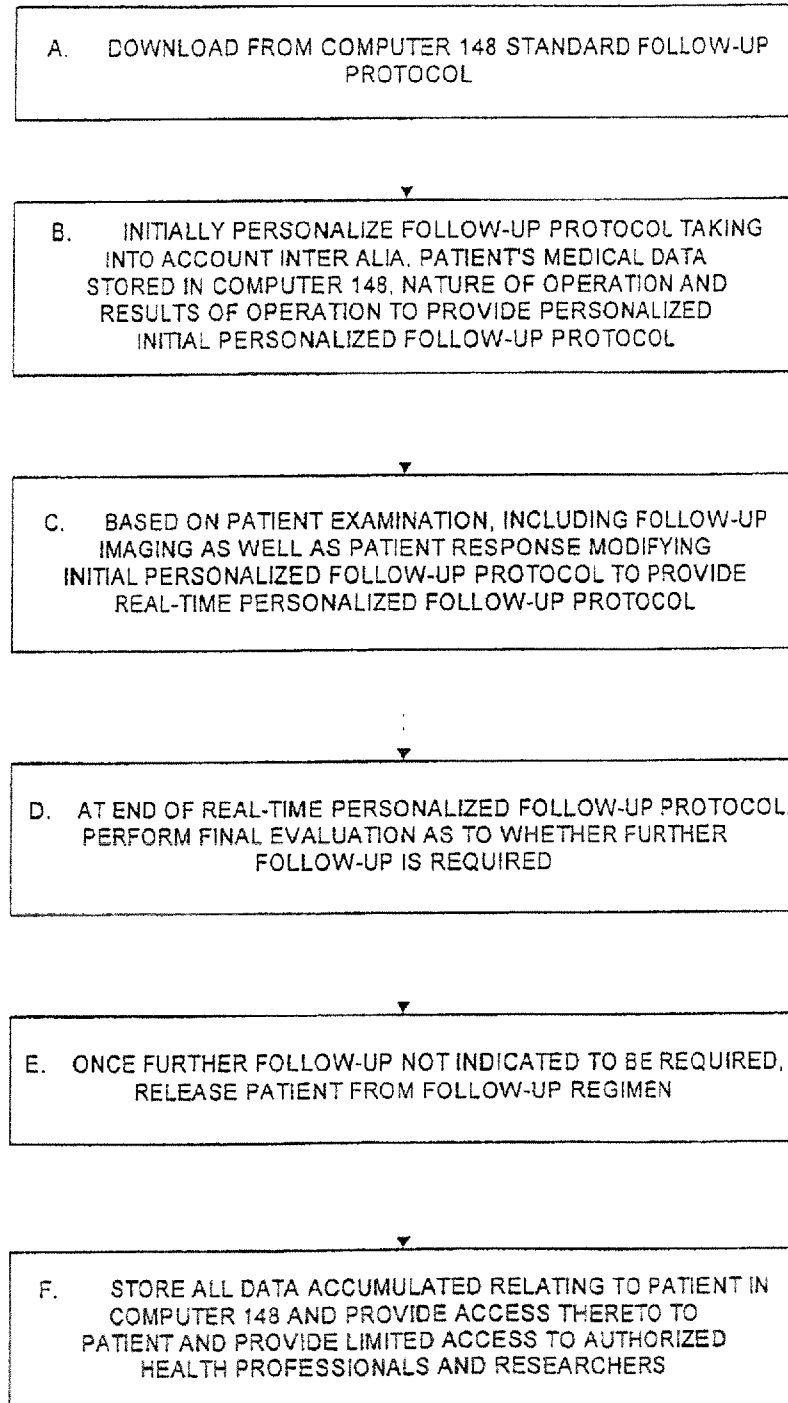 A. DOWNLOAD FROM COMPUTER 148 STANDARD FOLLOW-UP
PROTOCOL
B. INITIALLY PERSONALIZE FOLLOW-UP PROTOCOL TAKING
INTO ACCOUNT INTER ALIA, PATIENT'S MEDICAL DATA
STORED IN COMPUTER 148, NATURE OF OPERATION AND
RESULTS OF OPERATION TO PROVIDE PERSONALIZED
INITIAL PERSONALIZED FOLLOW-UP PROTOCOL
C. BASED ON PATIENT EXAMINATION, INCLUDING FOLLOW-UP
IMAGING AS WELL AS PATIENT RESPONSE MODIFYING
INITIAL PERSONALIZED FOLLOW-UP PROTOCOL TO PROVIDE
REAL-TIME PERSONALIZED FOLLOW-UP PROTOCOL
D. AT END OF REAL-TIME PERSONALIZED FOLLOW-UP PROTOCOL,
PERFORM FINAL EVALUATION AS TO WHETHER FURTHER
FOLLOW-UP IS REQUIRED
E. ONCE FURTHER FOLLOW-UP NOT INDICATED TO BE REQUIRED,
RELEASE PATIENT FROM FOLLOW-UP REGIMEN
F. STORE ALL DATA ACCUMULATED RELATING TO PATIENT IN
COMPUTER 148 AND PROVIDE ACCESS THERETO TO
PATIENT AND PROVIDE LIMITED ACCESS TO AUTHORIZED
HEALTH PROFESSIONALS AND RESEARCHERS